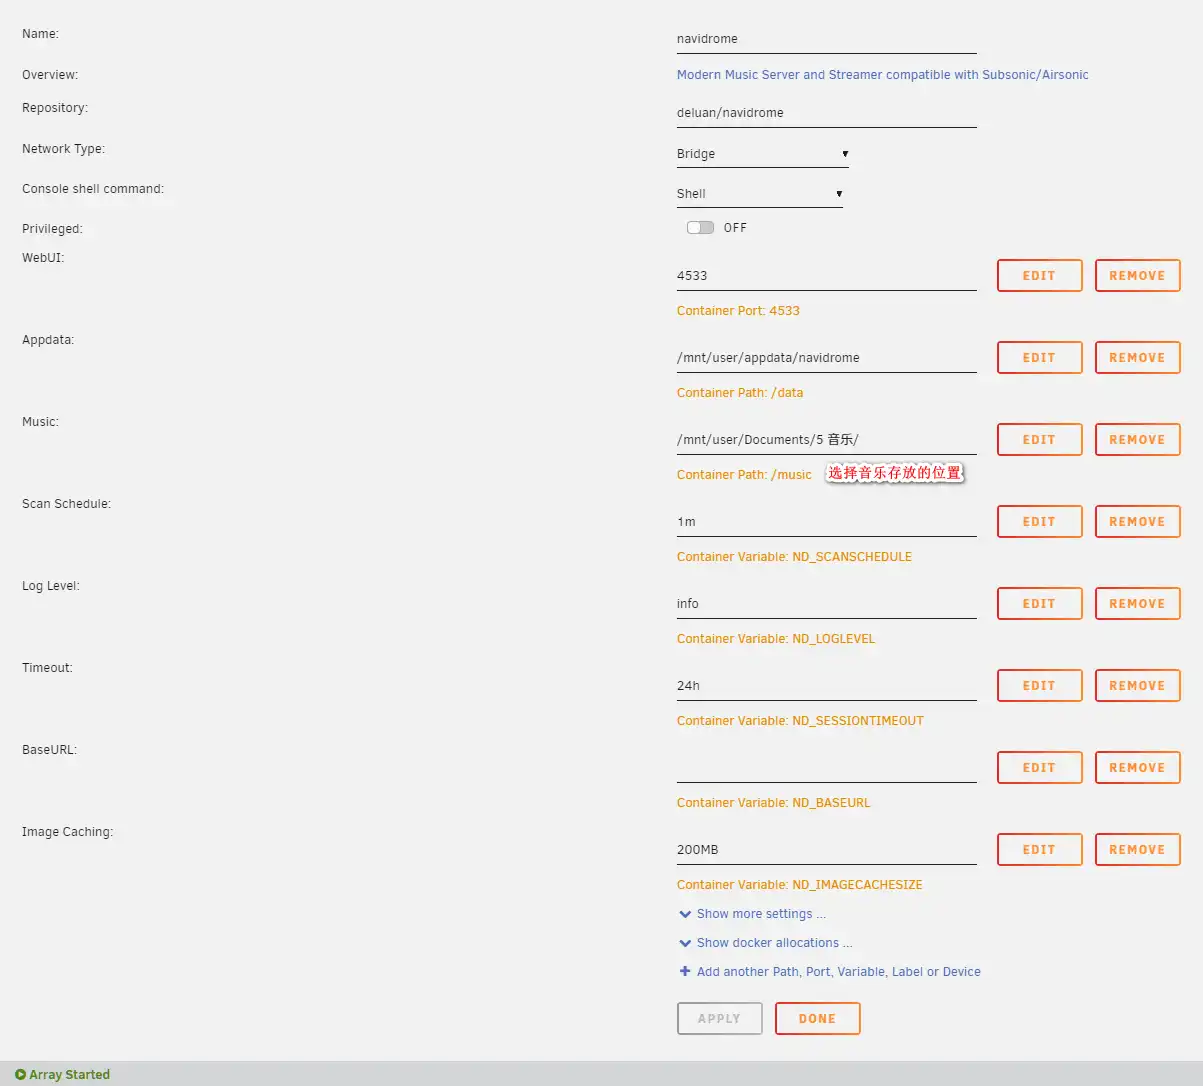 Name:
navidrome
Overview:
Modern Music Server and Streamer compatible with Subsonic/Airsonic
Repository:
deluan/navidrome
Network Type:
Bridge
Console shell command:
Shell
Privileged:
OFF
WebUI:
4533 EDIT REMOVE
Container Port: 4533
Appdata:
/mnt/user/appdata/navidrome EDIT REMOVE
Container Path: /data
Music:
/mnt/user/Documents/5 音乐/ EDIT REMOVE
Container Path: /music 选择音乐存放的位置
Scan Schedule:
1m EDIT REMOVE
Container Variable: ND_SCANSCHEDULE
Log Level:
info EDIT REMOVE
Container Variable: ND_LOGLEVEL
Timeout:
24h EDIT REMOVE
Container Variable: ND_SESSIONTIMEOUT
BaseURL:
EDIT REMOVE
Container Variable: ND_BASEURL
Image Caching:
200MB EDIT REMOVE
Container Variable: ND_IMAGECACHESIZE
Show more settings ...
Show docker allocations ...
Add another Path, Port, Variable, Label or Device
APPLY DONE
Array Started